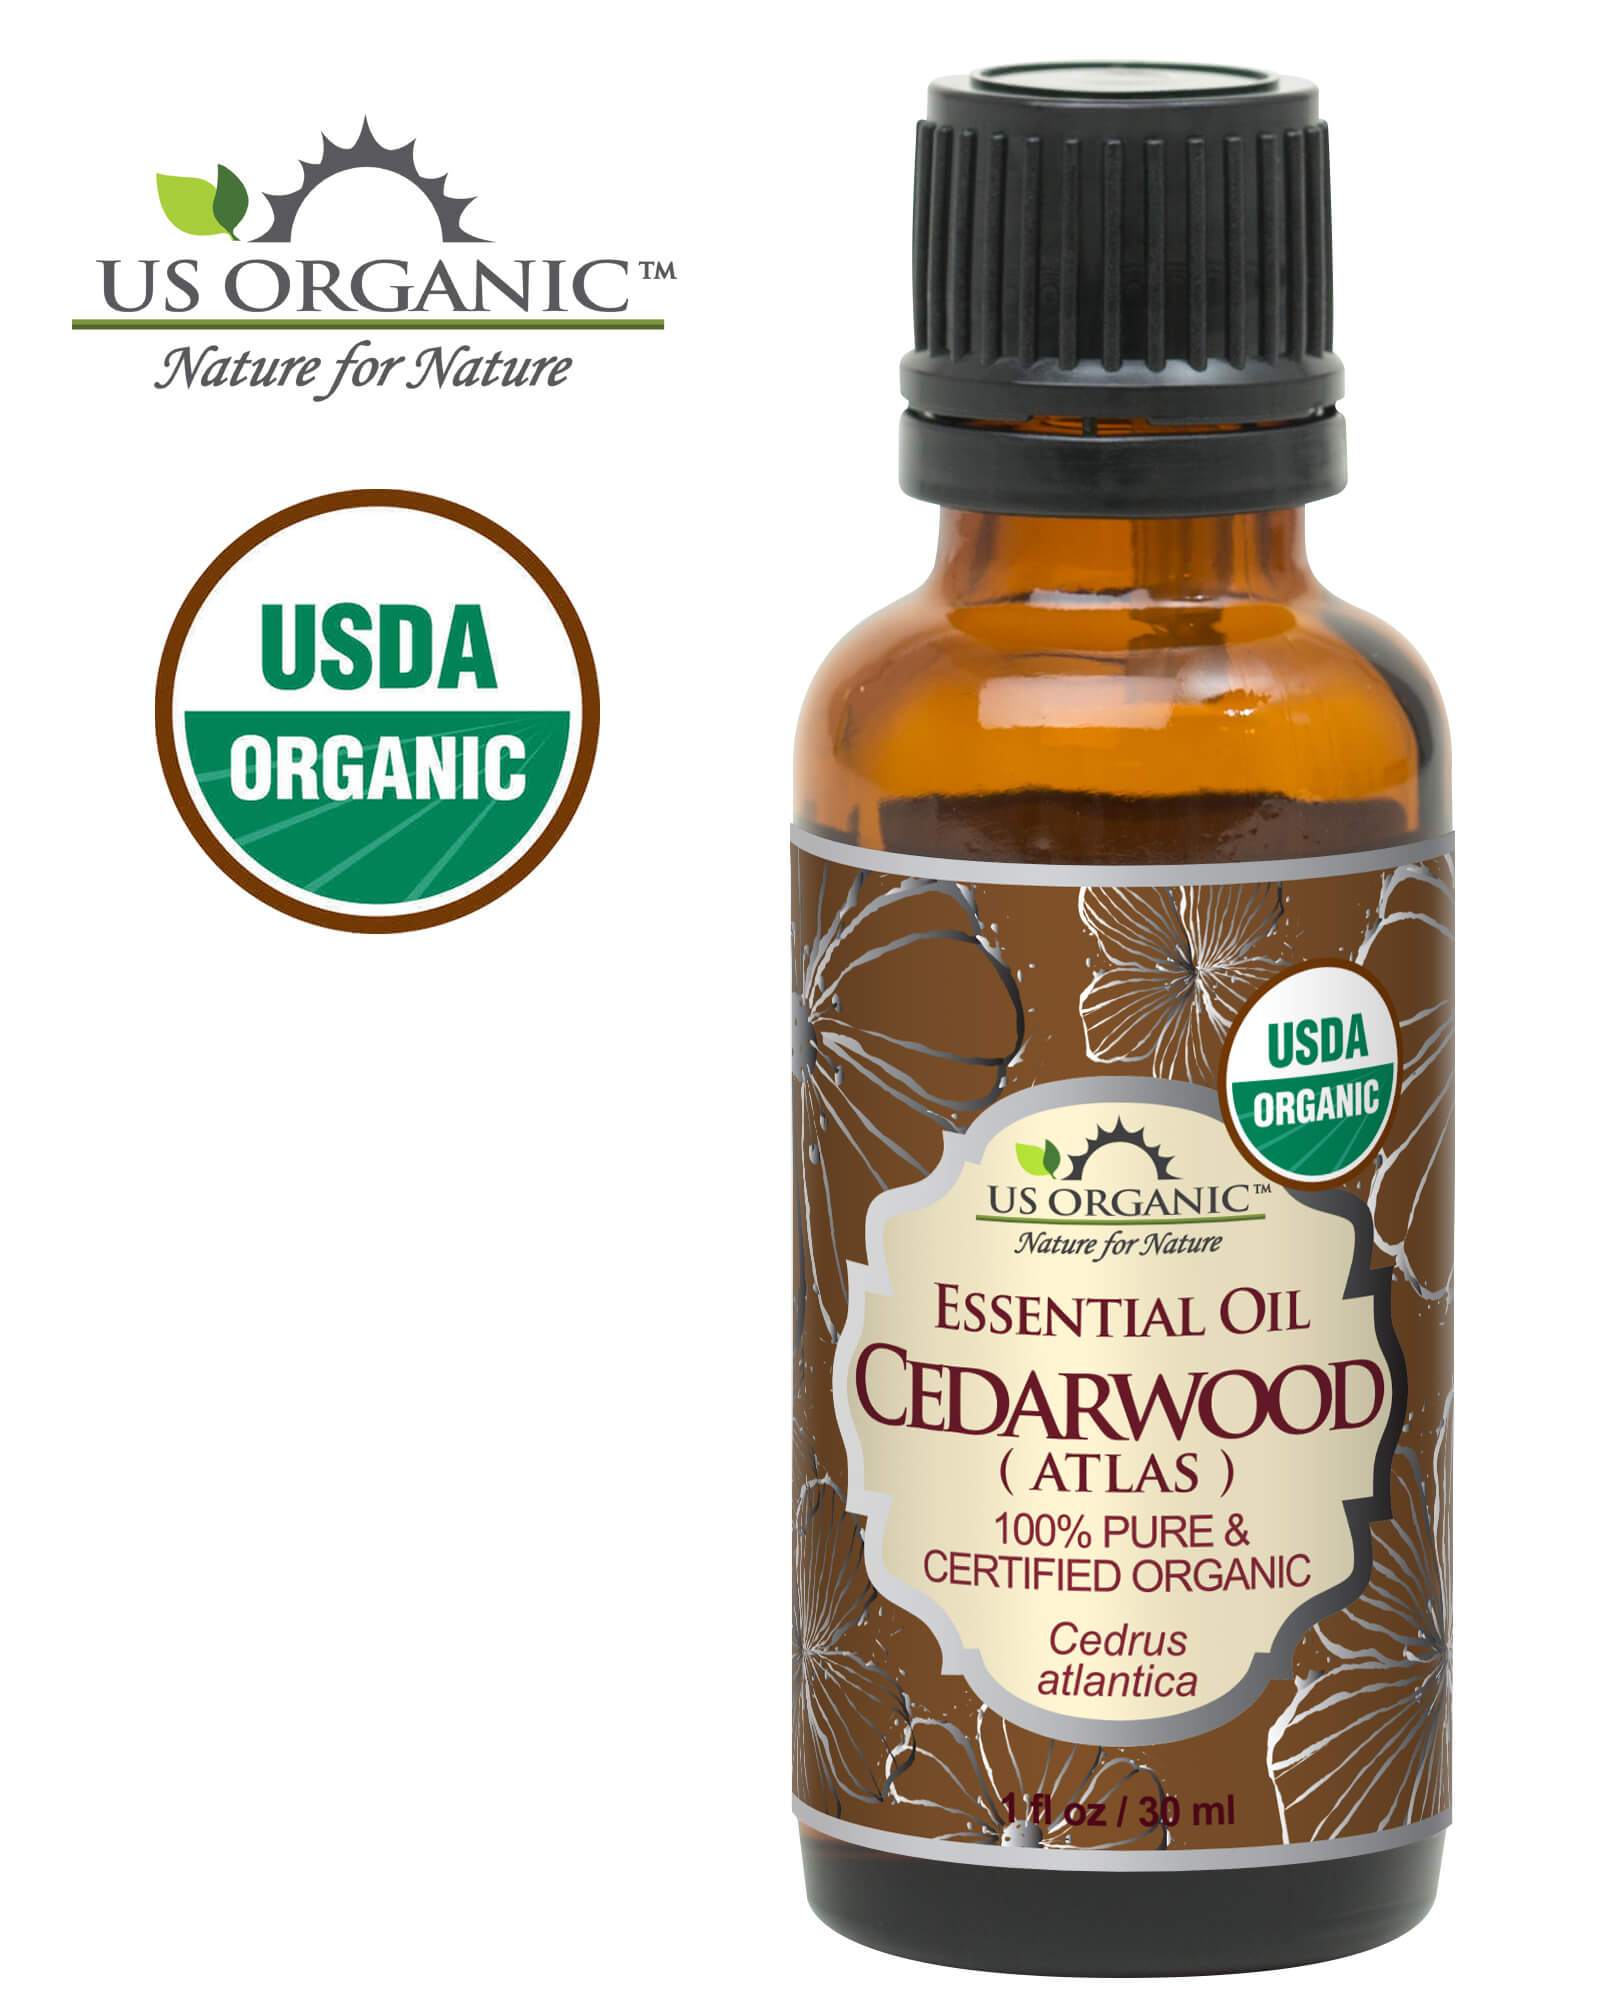 US ORGANIC™
Nature for Nature
USDA
ORGANIC
USDA
ORGANIC
US ORGANIC™
Nature for Nature
ESSENTIAL OIL
CEDARWOOD
( ATLAS )
100% PURE &
CERTIFIED ORGANIC
Cedrus
atlantica
1 fl oz / 30 ml